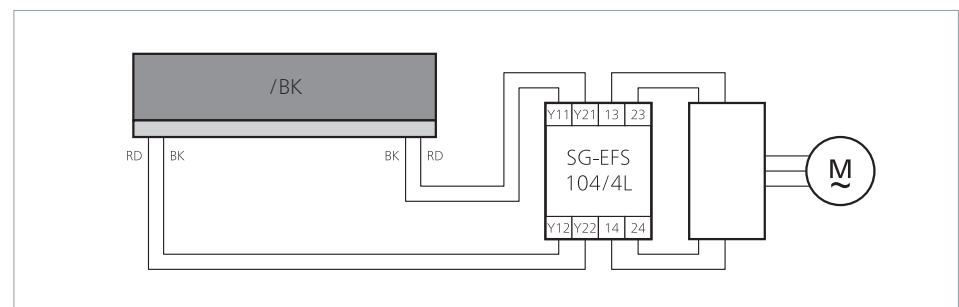 /BK
RD BK BK RD
Y11 Y21 13 23
SG-EFS
104/4L
Y12 Y22 14 24
M
~